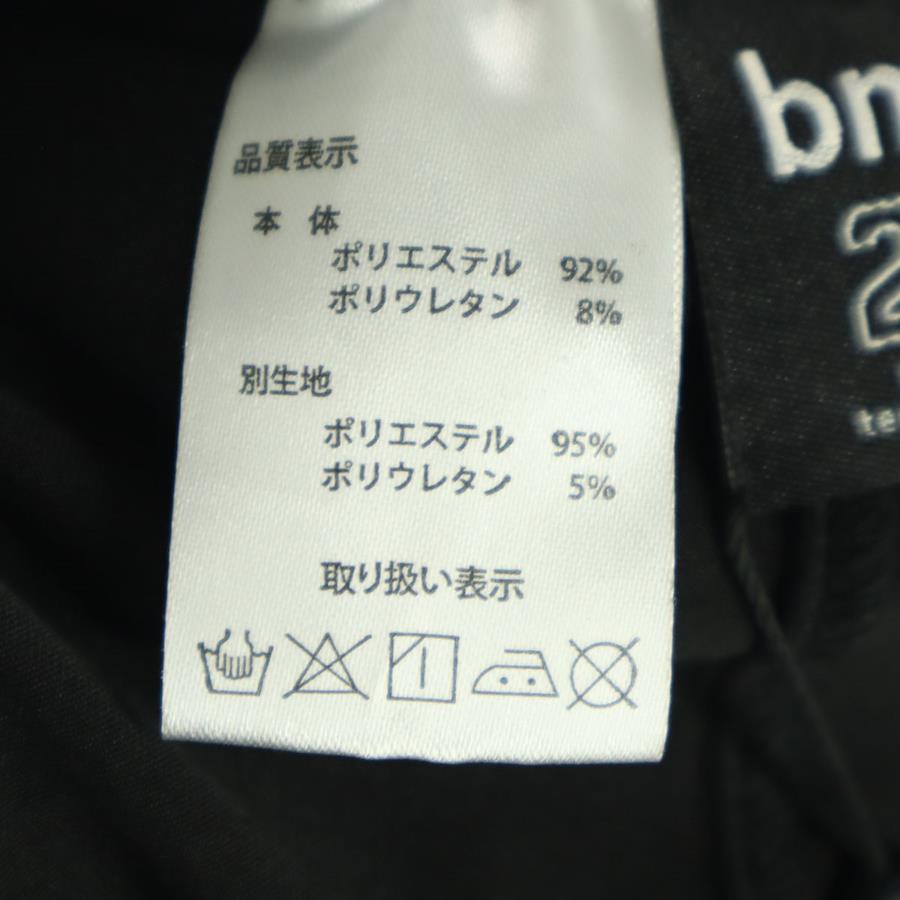 品質表示
本 体
ポリエステル 92%
ポリウレタン 8%
別生地
ポリエステル 95%
ポリウレタン 5%
取り扱い表示
bn
2